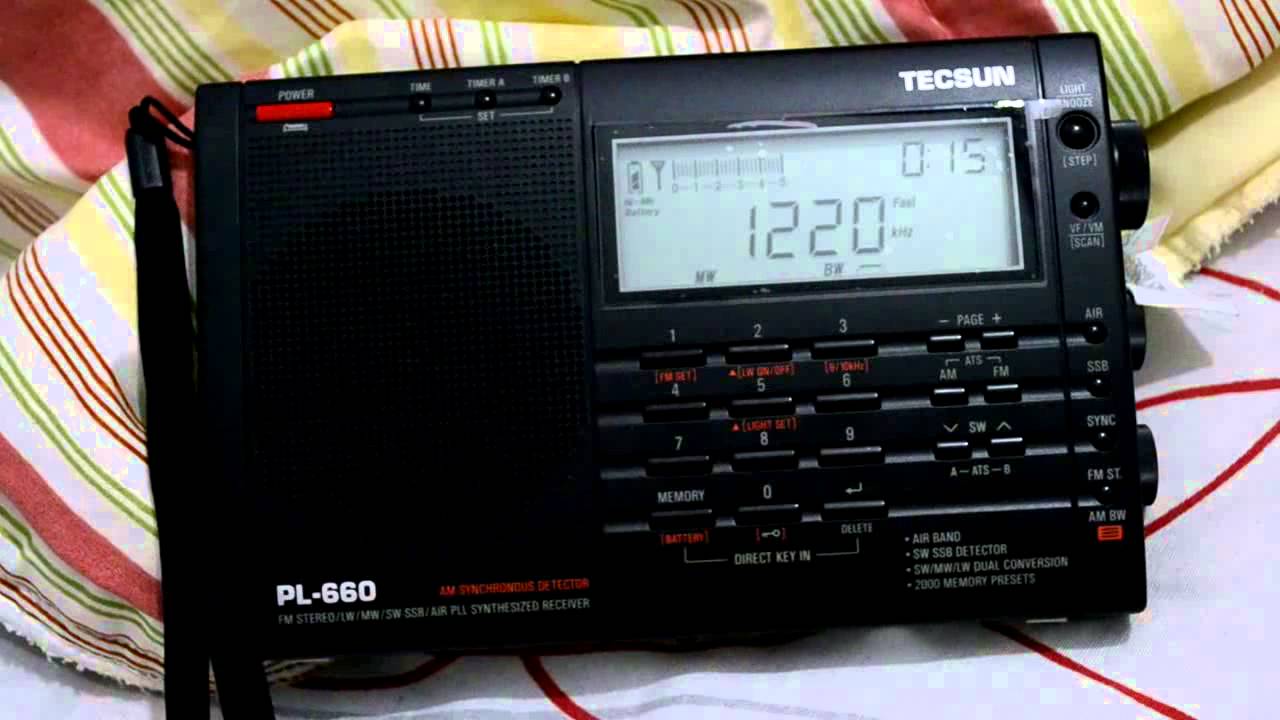 POWER
TIME
TIMER A
TIMER B
SET
TECSUN
LIGHT
SNOOZE
[STEP]
0:15
0-1-2-3-4-5
Ni-Mh
Battery
1220
Fast
kHz
MW
BW
VF/VM
[SCAN]
1
2
3
- PAGE +
AIR
[FM SET]
▲[LW ON/OFF]
[9/10kHz]
ATS
AM
FM
SSB
4
5
6
▲[LIGHT SET]
SW
SYNC
7
8
9
A-ATS-B
FM ST.
MEMORY
0
AM BW
[BATTERY]
DELETE
DIRECT KEY IN
• AIR BAND
• SW SSB DETECTOR
• SW/MW/LW DUAL CONVERSION
• 2000 MEMORY PRESETS
PL-660
AM SYNCHRONOUS DETECTOR
FM STEREO/LW/MW/SW-SSB/AIR PLL SYNTHESIZED RECEIVER